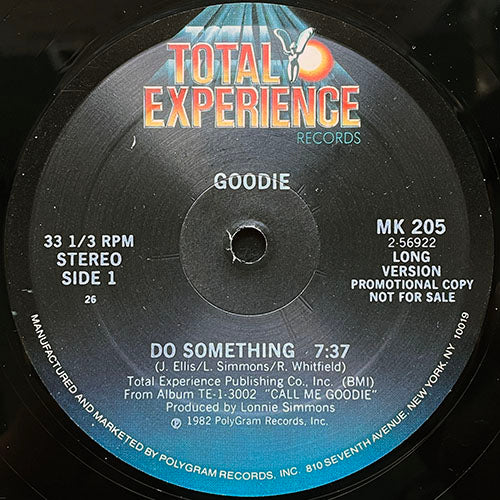 TOTAL
EXPERIENCE
RECORDS
GOODIE
33 1/3 RPM
STEREO
SIDE 1
26
MK 205
2-56922
LONG
VERSION
PROMOTIONAL COPY
NOT FOR SALE
DO SOMETHING 7:37
(J. Ellis/L. Simmons/R. Whitfield)
Total Experience Publishing Co., Inc. (BMI)
From Album TE-1-3002 "CALL ME GOODIE"
Produced by Lonnie Simmons
℗ 1982 PolyGram Records, Inc.
MANUFACTURED AND MARKETED BY POLYGRAM RECORDS, INC. 810 SEVENTH AVENUE, NEW YORK, NY 10019